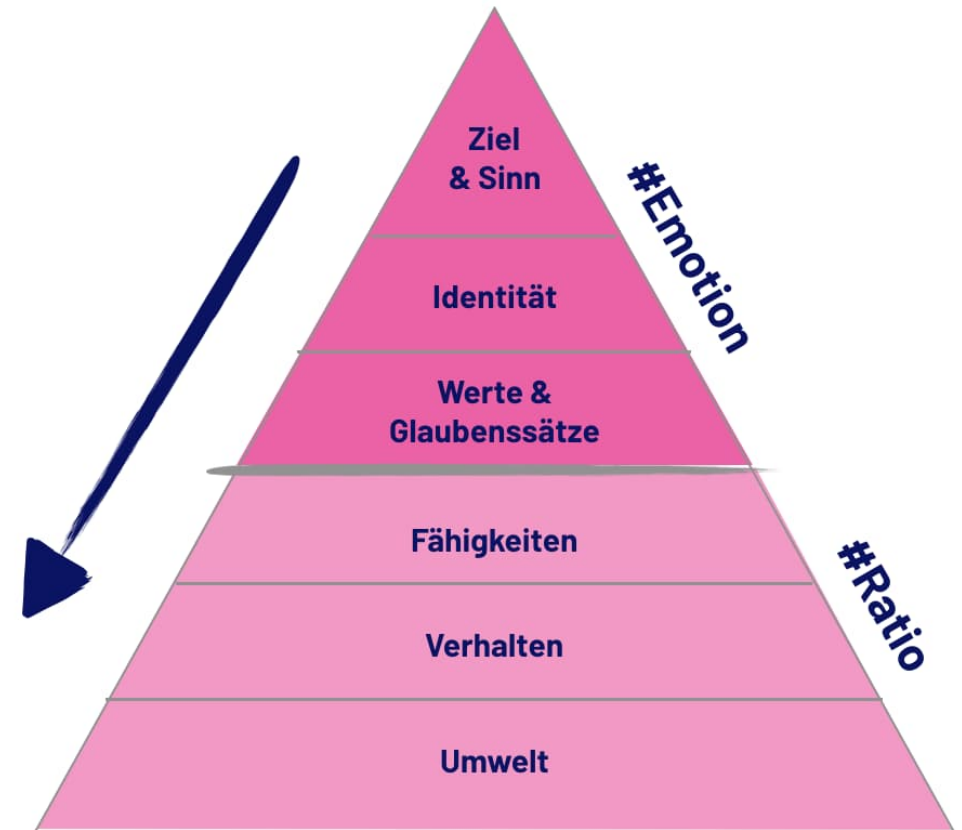 Ziel
& Sinn
#Emotion
Identität
Werte &
Glaubenssätze
Fähigkeiten
#Ratio
Verhalten
Umwelt